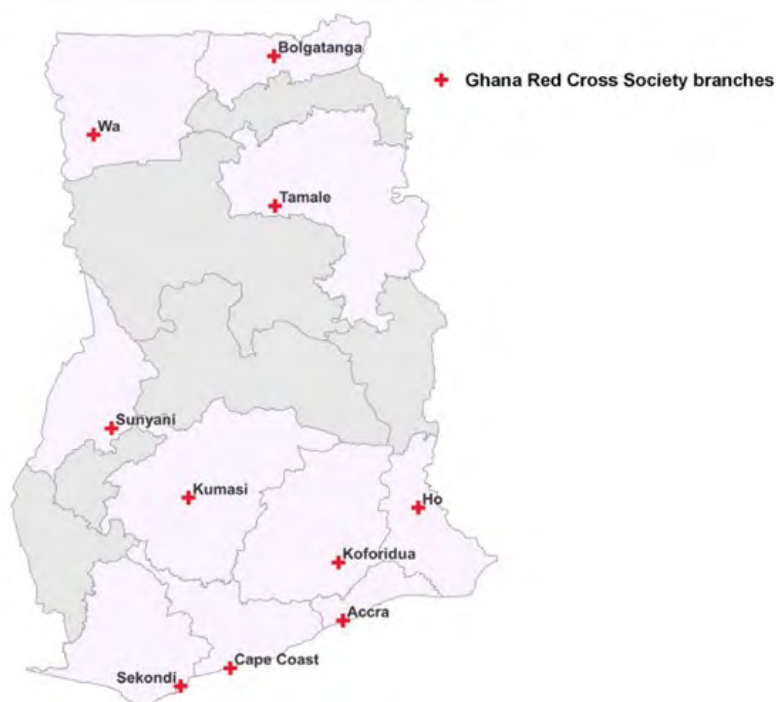 Bolgatanga
Ghana Red Cross Society branches
Wa
Tamale
Sunyani
Kumasi
Ho
Koforidua
Accra
Cape Coast
Sekondi